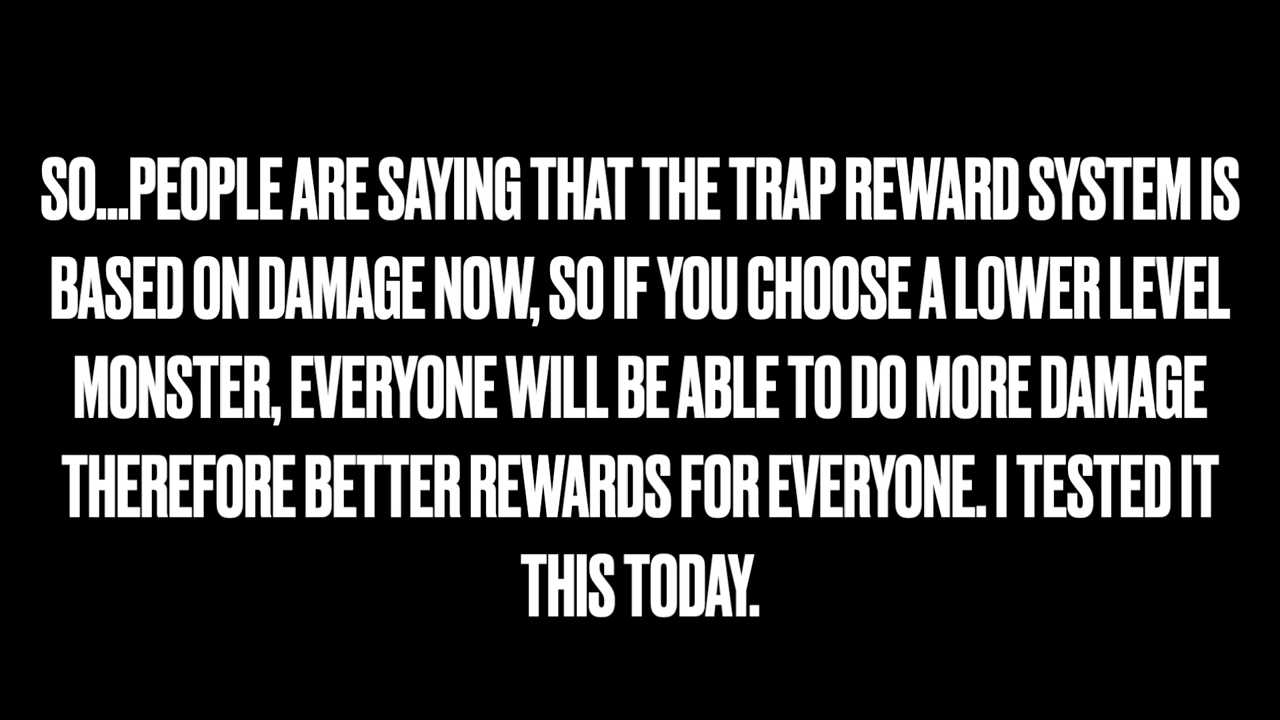 SO...PEOPLE ARE SAYING THAT THE TRAP REWARD SYSTEM IS
BASED ON DAMAGE NOW, SO IF YOU CHOOSE A LOWER LEVEL
MONSTER, EVERYONE WILL BE ABLE TO DO MORE DAMAGE
THEREFORE BETTER REWARDS FOR EVERYONE. I TESTED IT
THIS TODAY.